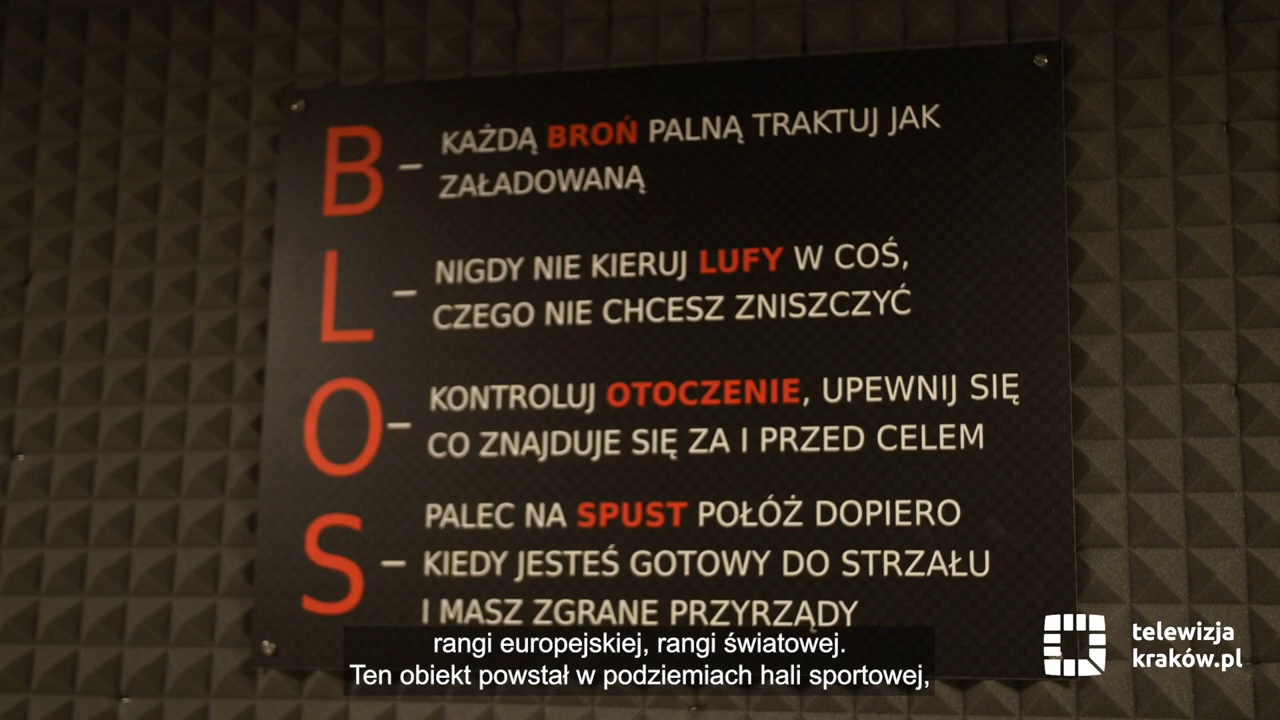 B – KAŻDĄ BROŃ PALNĄ TRAKTUJ JAK
ZAŁADOWANĄ
L – NIGDY NIE KIERUJ LUFY W COŚ,
CZEGO NIE CHCESZ ZNISZCZYĆ
O – KONTROLUJ OTOCZENIE, UPEWNIJ SIĘ
CO ZNAJDUJE SIĘ ZA I PRZED CELEM
PALEC NA SPUST POŁÓŻ DOPIERO
S – KIEDY JESTEŚ GOTOWY DO STRZAŁU
I MASZ ZGRANE PRZYRZĄDY
rangi europejskiej, rangi światowej.
Ten obiekt powstał w podziemiach hali sportowej,
telewizja
kraków.pl